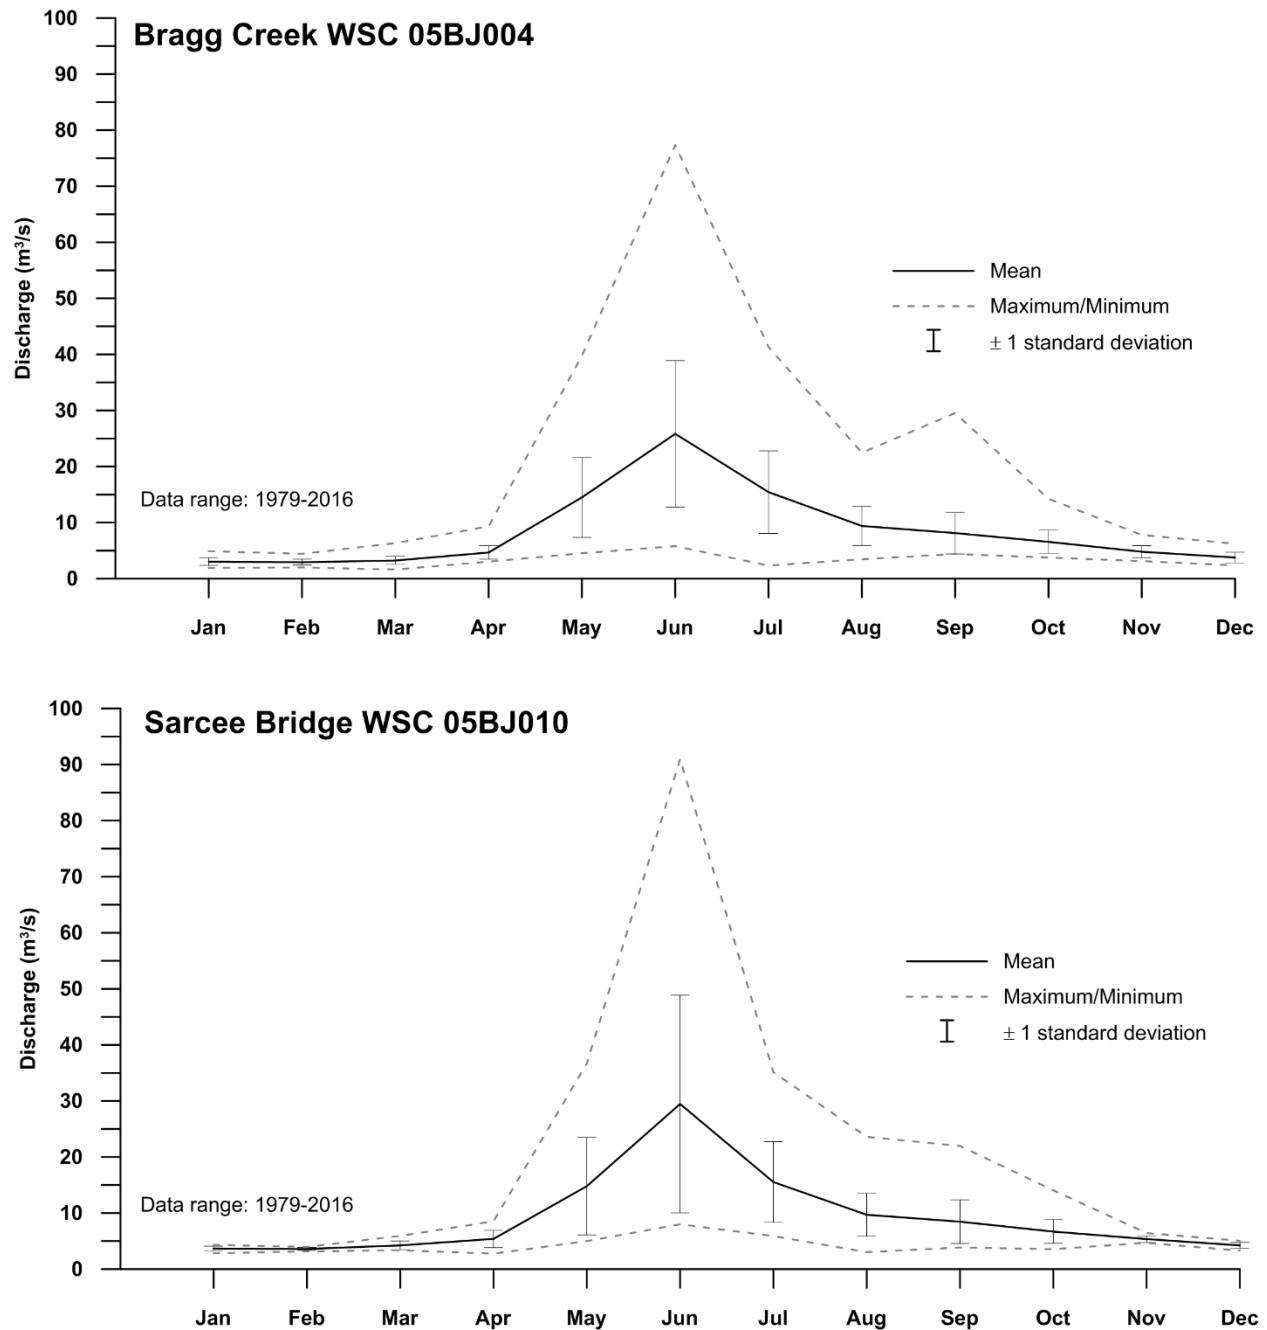 Bragg Creek WSC 05BJ004
100
90
80
70
60
50
40
30
20
10
0
Discharge (m³/s)
Mean
Maximum/Minimum
± 1 standard deviation
Data range: 1979-2016
Jan Feb Mar Apr May Jun Jul Aug Sep Oct Nov Dec
Sarcee Bridge WSC 05BJ010
100
90
80
70
60
50
40
30
20
10
0
Discharge (m³/s)
Mean
Maximum/Minimum
± 1 standard deviation
Data range: 1979-2016
Jan Feb Mar Apr May Jun Jul Aug Sep Oct Nov Dec